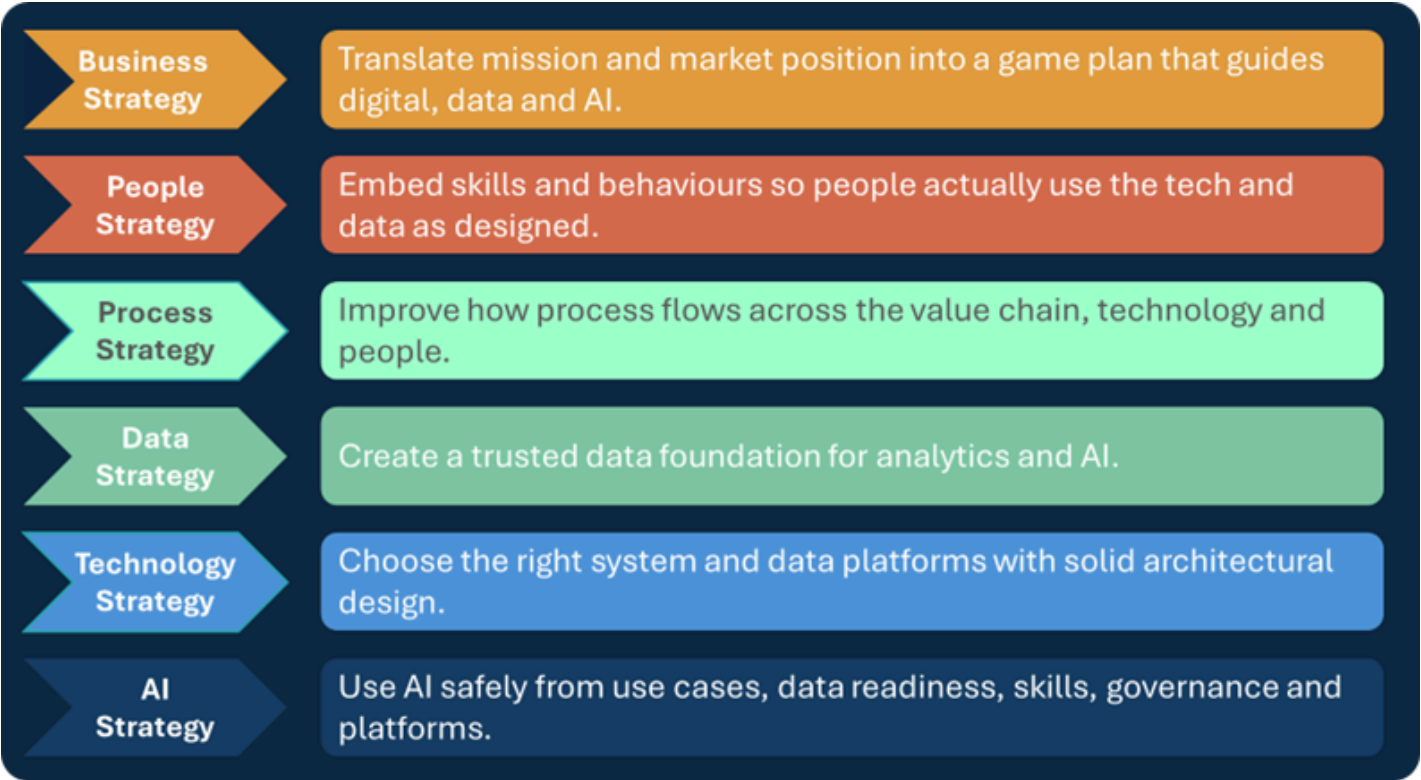 Business
Strategy
Translate mission and market position into a game plan that guides
digital, data and AI.
People
Strategy
Embed skills and behaviours so people actually use the tech and
data as designed.
Process
Strategy
Improve how process flows across the value chain, technology and
people.
Data
Strategy
Create a trusted data foundation for analytics and AI.
Technology
Strategy
Choose the right system and data platforms with solid architectural
design.
AI
Strategy
Use AI safely from use cases, data readiness, skills, governance and
platforms.